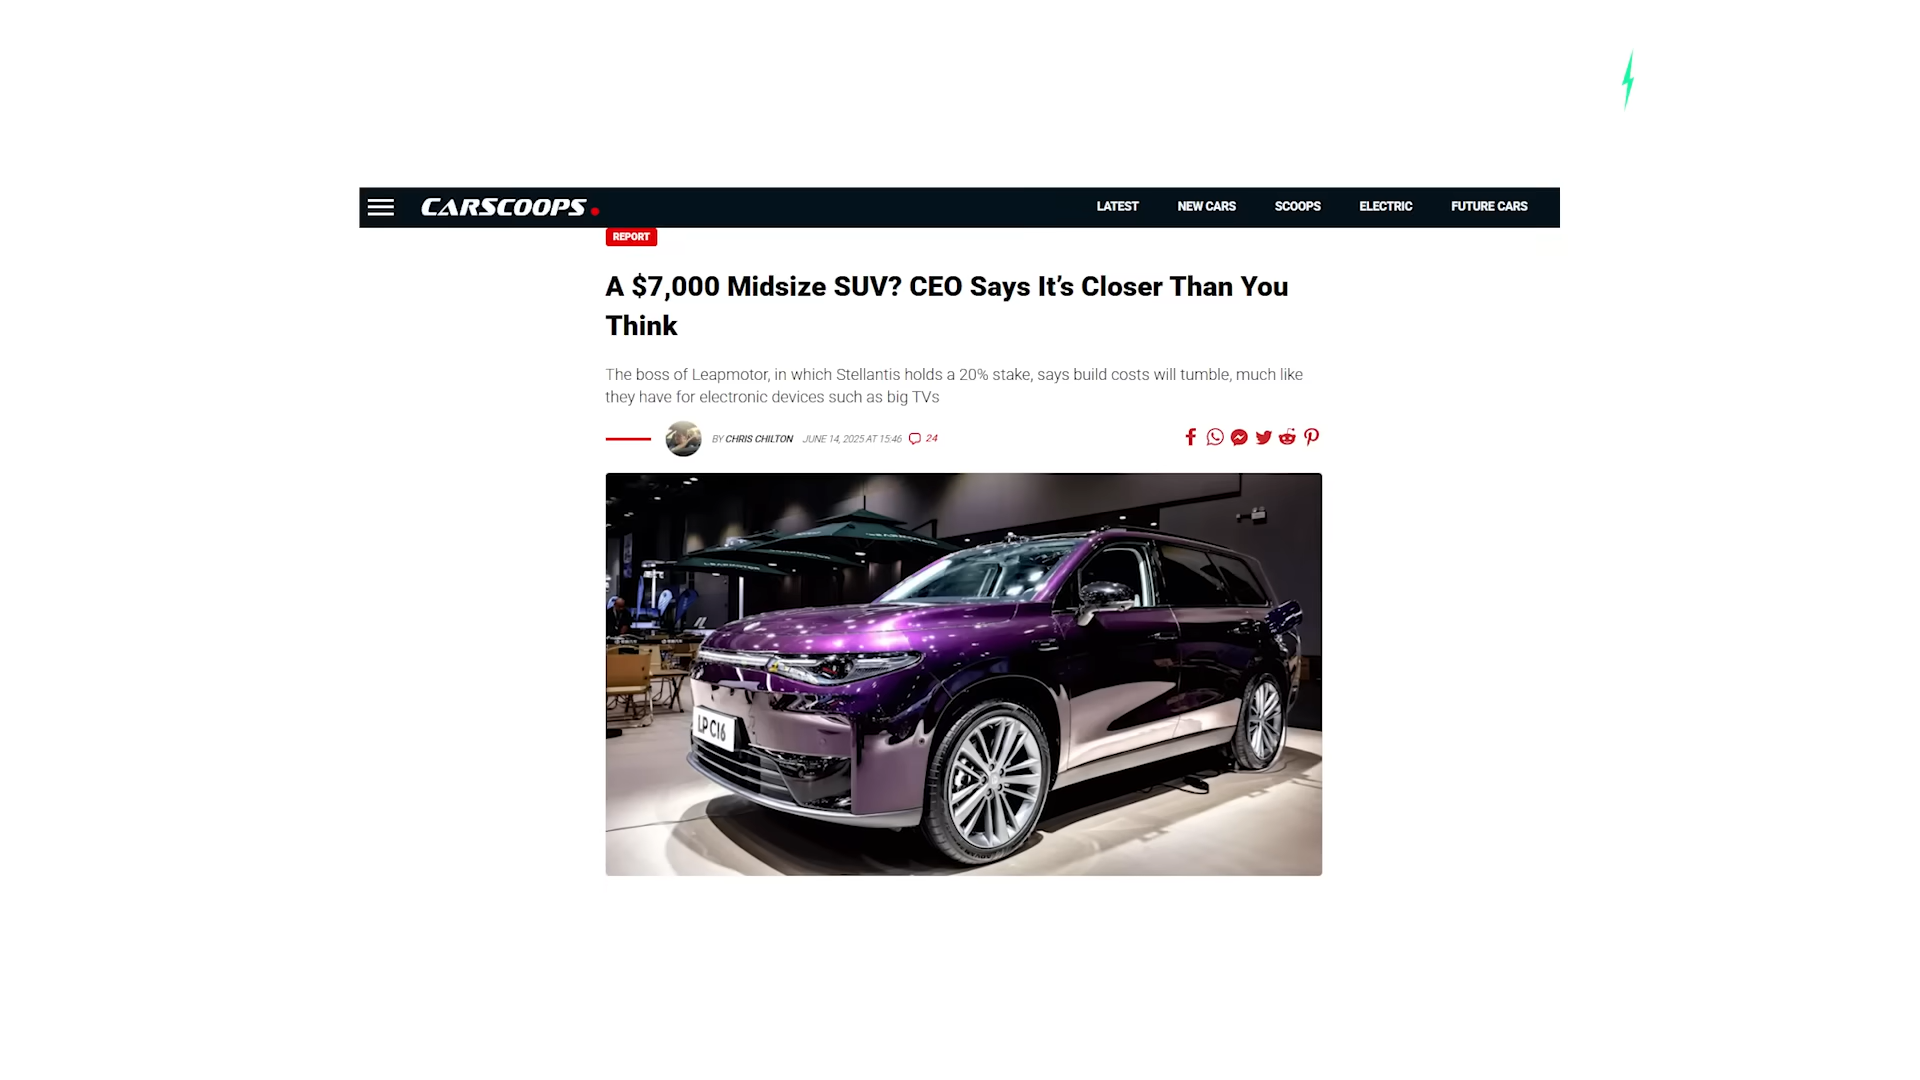 CARSCOOPS.
LATEST NEW CARS SCOOPS ELECTRIC FUTURE CARS
REPORT
A $7,000 Midsize SUV? CEO Says It’s Closer Than You
Think
The boss of Leapmotor, in which Stellantis holds a 20% stake, says build costs will tumble, much like
they have for electronic devices such as big TVs
BY CHRIS CHILTON JUNE 14, 2025 AT 15:46 24
LP C16